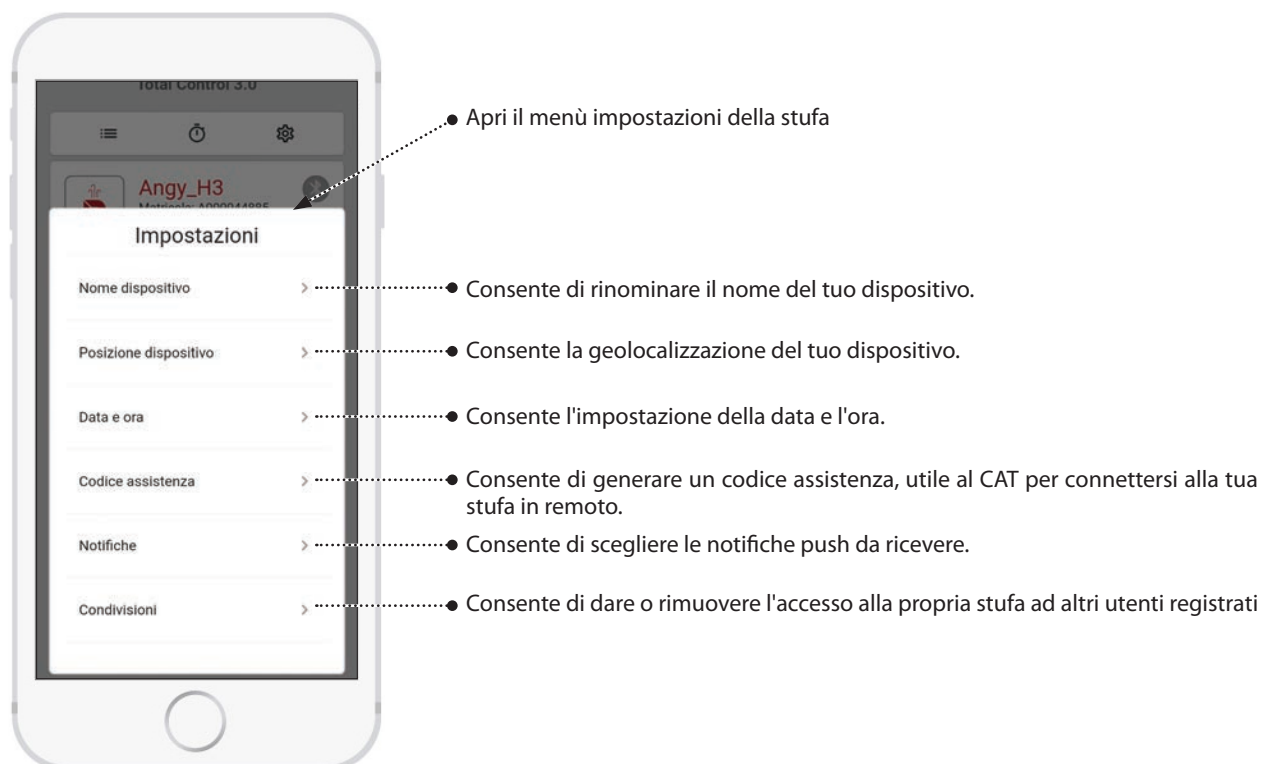 Total Control 3.0
Apri il menù impostazioni della stufa
Angy_H3
Matricola: A000044885
Impostazioni
Nome dispositivo
Consente di rinominare il nome del tuo dispositivo.
Posizione dispositivo
Consente la geolocalizzazione del tuo dispositivo.
Data e ora
Consente l'impostazione della data e l'ora.
Codice assistenza
Consente di generare un codice assistenza, utile al CAT per connettersi alla tua
stufa in remoto.
Notifiche
Consente di scegliere le notifiche push da ricevere.
Condivisioni
Consente di dare o rimuovere l'accesso alla propria stufa ad altri utenti registrati